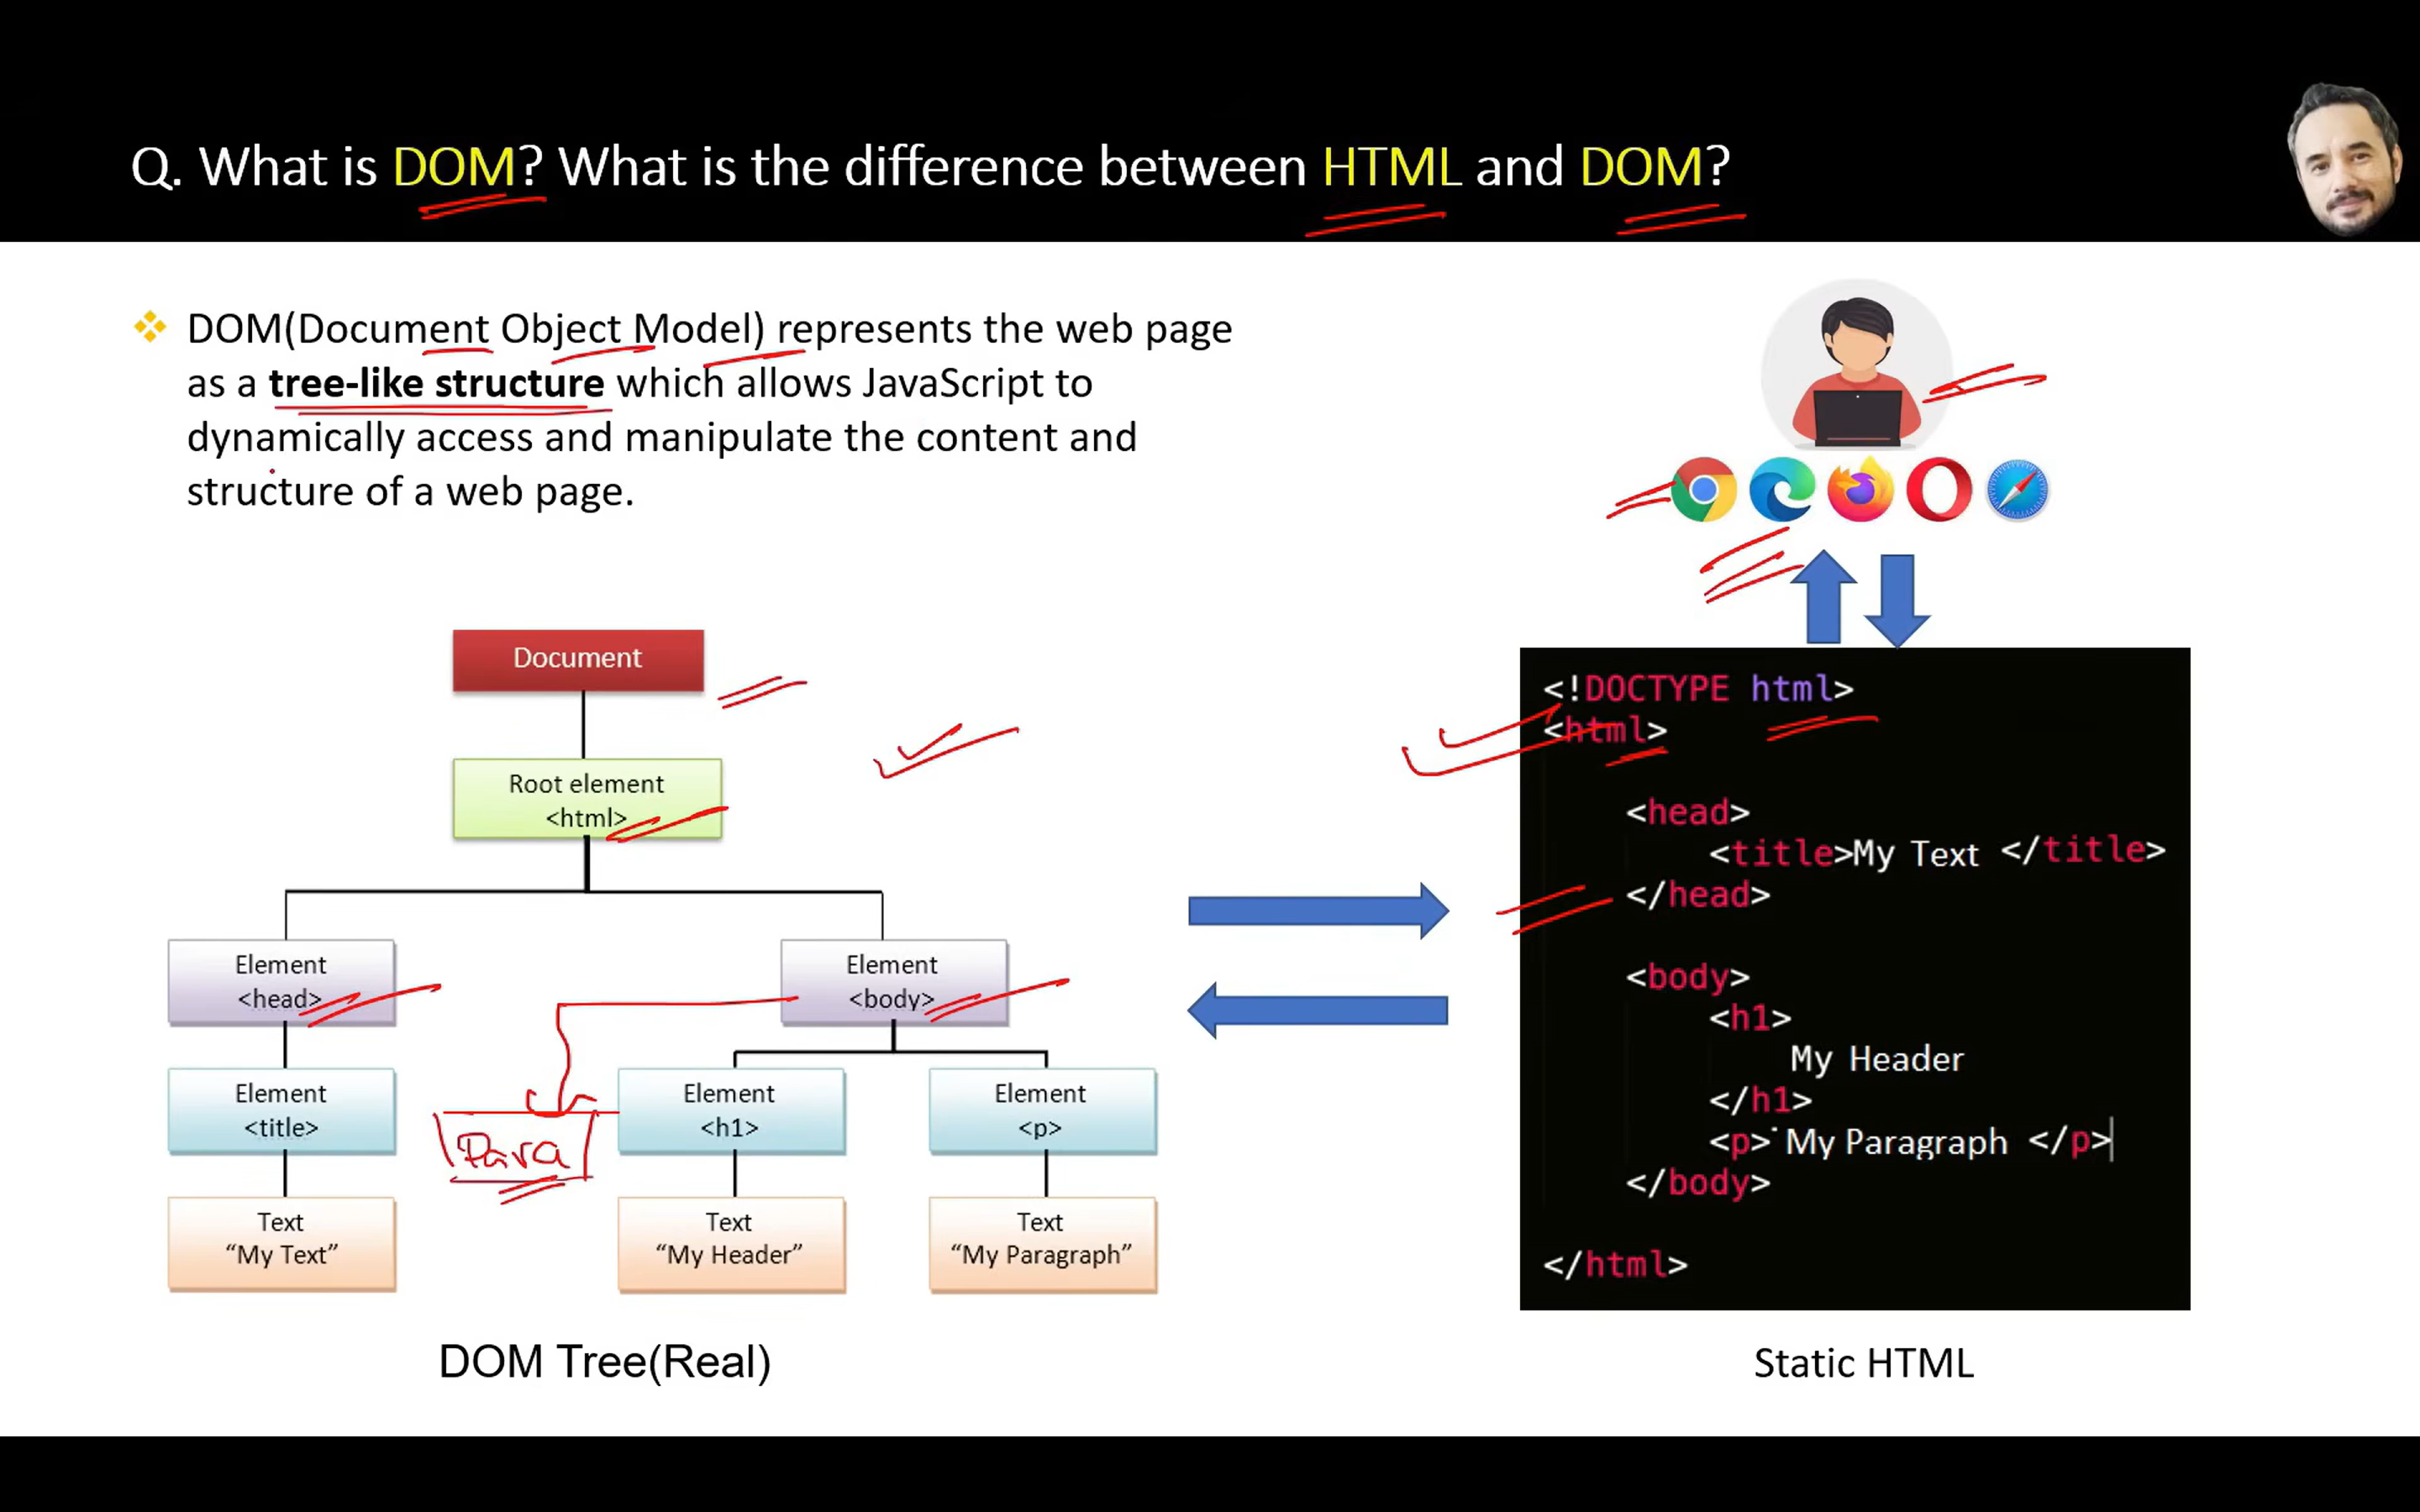 Q. What is DOM? What is the difference between HTML and DOM?
DOM(Document Object Model) represents the web page
as a tree-like structure which allows JavaScript to
dynamically access and manipulate the content and
structure of a web page.
Document
Root element
<html>
Element
<head>
Element
<body>
Element
<title>
Para
Element
<h1>
Element
<p>
Text
“My Text”
Text
“My Header”
Text
“My Paragraph”
DOM Tree(Real)
<!DOCTYPE html>
<html>
<head>
<title>My Text </title>
</head>
<body>
<h1>
My Header
</h1>
<p> My Paragraph </p>
</body>
</html>
Static HTML